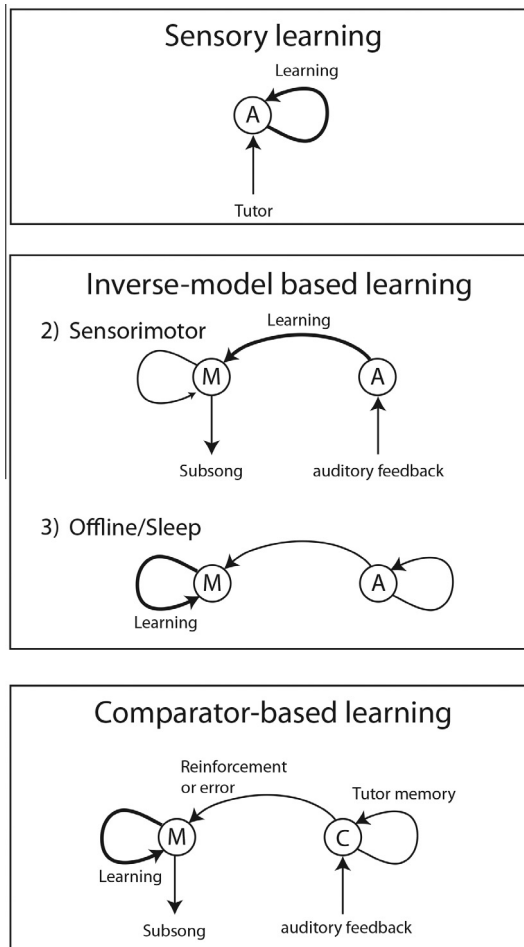 Sensory learning
Learning
A
Tutor
Inverse-model based learning
2) Sensorimotor
Learning
M
A
Subsong
auditory feedback
3) Offline/Sleep
M
A
Learning
Comparator-based learning
Reinforcement
or error
Tutor memory
M
C
Learning
Subsong
auditory feedback